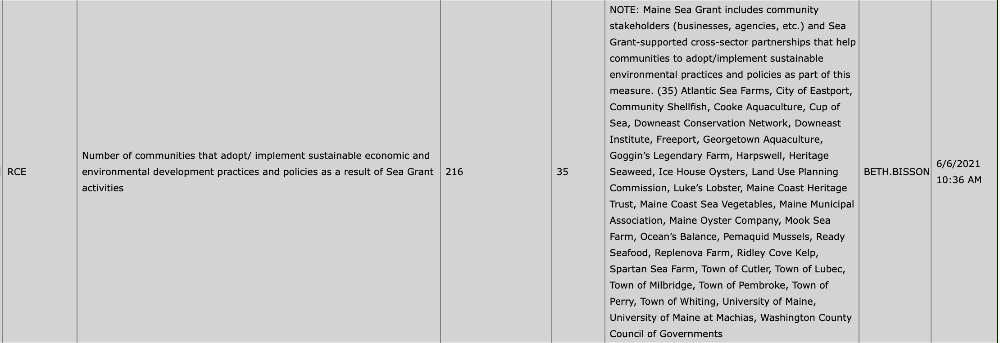 RCE
Number of communities that adopt/ implement sustainable economic and
environmental development practices and policies as a result of Sea Grant
activities
216
35
NOTE: Maine Sea Grant includes community
stakeholders (businesses, agencies, etc.) and Sea
Grant-supported cross-sector partnerships that help
communities to adopt/implement sustainable
environmental practices and policies as part of this
measure. (35) Atlantic Sea Farms, City of Eastport,
Community Shellfish, Cooke Aquaculture, Cup of
Sea, Downeast Conservation Network, Downeast
Institute, Freeport, Georgetown Aquaculture,
Goggin’s Legendary Farm, Harpswell, Heritage
Seaweed, Ice House Oysters, Land Use Planning
Commission, Luke’s Lobster, Maine Coast Heritage
Trust, Maine Coast Sea Vegetables, Maine Municipal
Association, Maine Oyster Company, Mook Sea
Farm, Ocean’s Balance, Pemaquid Mussels, Ready
Seafood, Replenova Farm, Ridley Cove Kelp,
Spartan Sea Farm, Town of Cutler, Town of Lubec,
Town of Milbridge, Town of Pembroke, Town of
Perry, Town of Whiting, University of Maine,
University of Maine at Machias, Washington County
Council of Governments
BETH.BISSON
6/6/2021
10:36 AM